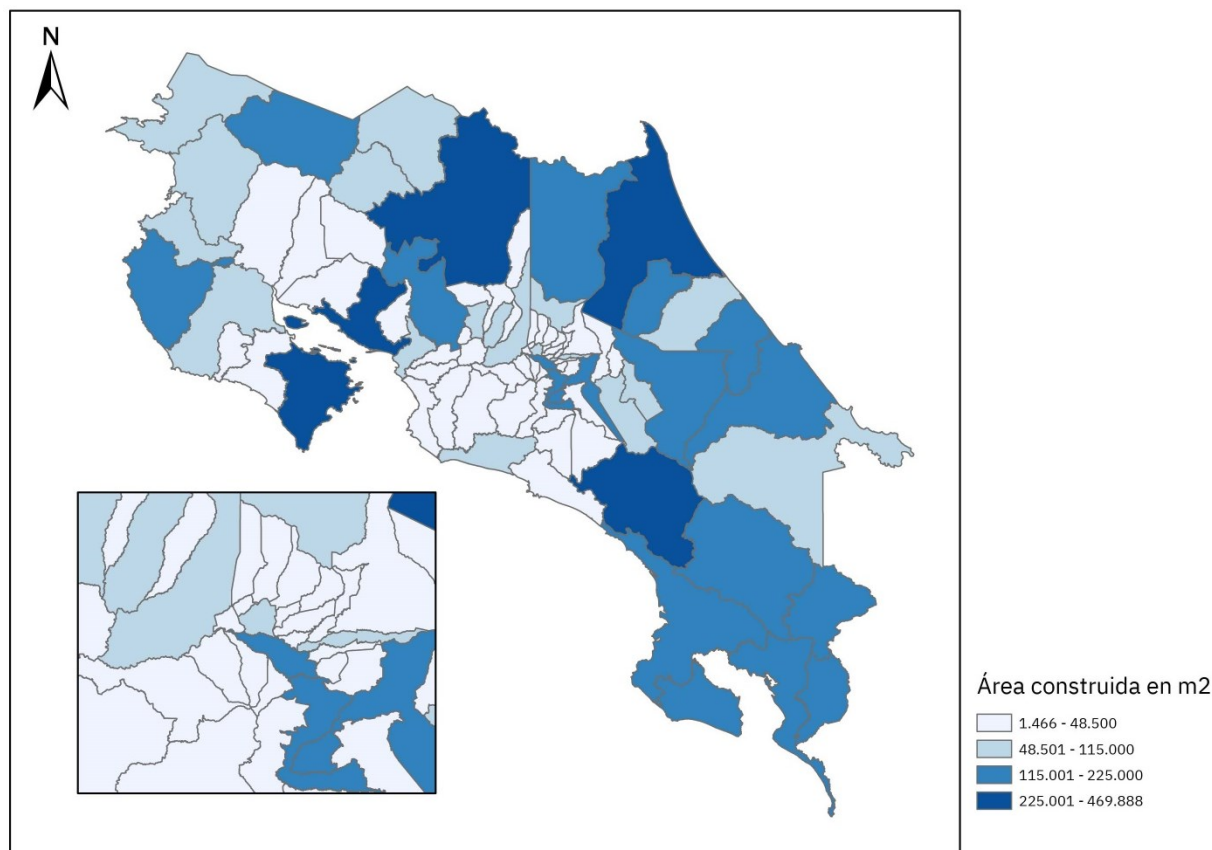 N
Área construida en m2
1.466 - 48.500
48.501 - 115.000
115.001 - 225.000
225.001 - 469.888